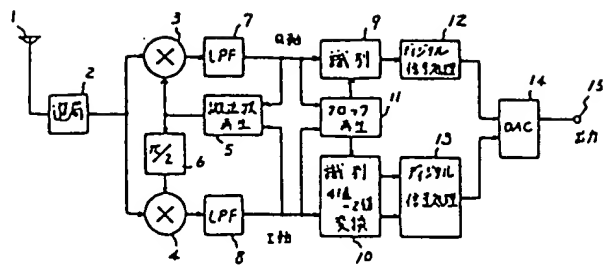 1
2
選局
3
4
π/2
6
7
LPF
搬送波
再生
5
LPF
8
Q軸
I軸
9
識別
クロック
再生
11
識別
4値
-2値
変換
10
12
ディジタル
信号処理
13
ディジタル
信号処理
14
DAC
15
出力